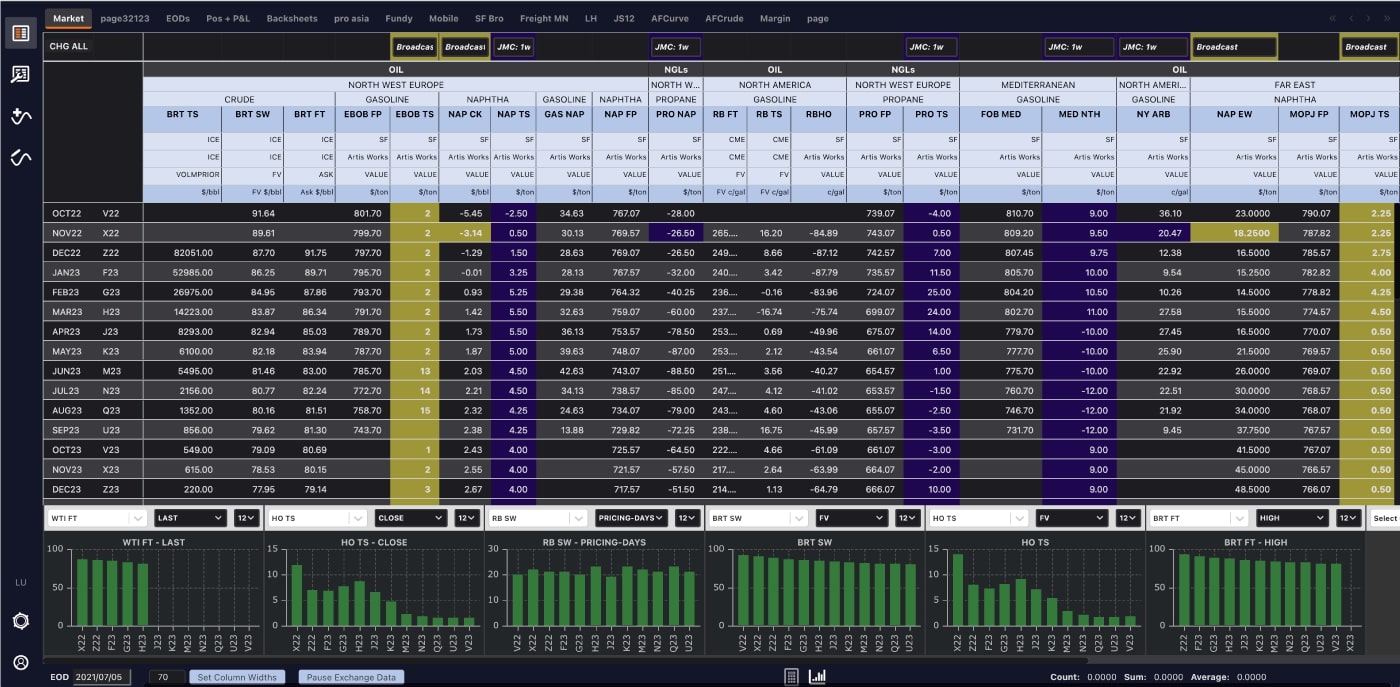 Market page32123 EODs Pos + P&L Backsheets pro asia Fundy Mobile SF Bro Freight MN LH JS12 AFCurve AFCrude Margin page
CHG ALL Broadcas Broadcast JMC: 1w JMC: 1w JMC: 1w JMC: 1w JMC: 1w Broadcast Broadcast
OIL NGLs OIL NGLs OIL
NORTH WEST EUROPE NORTH W... NORTH AMERICA NORTH WEST EUROPE MEDITERRANEAN NORTH AMERI... FAR EAST
CRUDE GASOLINE NAPHTHA GASOLINE NAPHTHA PROPANE GASOLINE PROPANE GASOLINE GASOLINE NAPHTHA
BRT TS BRT SW BRT FT EBOB FP EBOB TS NAP CK NAP TS GAS NAP NAP FP PRO NAP RB FT RB TS RBHO PRO FP PRO TS FOB MED MED NTH NY ARB NAP EW MOPJ FP MOPJ TS
ICE ICE ICE SF SF SF SF SF SF SF CME CME SF SF SF SF SF SF SF SF SF
ICE ICE ICE Artis Works Artis Works Artis Works Artis Works Artis Works Artis Works Artis Works CME CME Artis Works Artis Works Artis Works Artis Works Artis Works Artis Works Artis Works Artis Works Artis Works
VOLMPRIOR FV ASK VALUE VALUE VALUE VALUE VALUE VALUE VALUE FV FV VALUE VALUE VALUE VALUE VALUE VALUE VALUE VALUE VALUE
$/bbl FV $/bbl Ask $/bbl $/ton $/ton $/bbl $/ton $/ton $/ton $/ton FV c/gal FV c/gal c/gal $/ton $/ton $/ton $/ton c/gal $/ton $/ton $/ton
OCT22 V22 91.64 801.70 2 -5.45 -2.50 34.63 767.07 -28.00 739.07 -4.00 810.70 9.00 36.10 23.0000 790.07 2.25
NOV22 X22 89.61 799.70 2 -3.14 0.50 30.13 769.57 -26.50 265.... 16.20 -84.89 743.07 0.50 809.20 9.50 20.47 18.2500 787.82 2.25
DEC22 Z22 82051.00 87.70 91.75 797.70 2 -1.29 1.50 28.63 769.07 -26.50 249.... 8.66 -87.12 742.57 7.00 807.45 9.75 12.38 16.5000 785.57 2.75
JAN23 F23 52985.00 86.25 89.71 795.70 2 -0.01 3.25 28.13 767.57 -32.00 240.... 3.42 -87.79 735.57 11.50 805.70 10.00 9.54 15.2500 782.82 4.00
FEB23 G23 26975.00 84.95 87.86 793.70 2 0.93 5.25 29.38 764.32 -40.25 236.... -0.16 -83.96 724.07 25.00 804.20 10.50 10.26 14.5000 778.82 4.25
MAR23 H23 14223.00 83.87 86.34 791.70 2 1.42 5.50 32.63 759.07 -60.00 237.... -16.74 -75.74 699.07 24.00 802.70 11.00 27.58 15.5000 774.57 4.50
APR23 J23 8293.00 82.94 85.03 789.70 2 1.73 5.50 36.13 753.57 -78.50 253.... 0.69 -49.96 675.07 14.00 779.70 -10.00 27.45 16.5000 770.07 0.50
MAY23 K23 6100.00 82.18 83.94 787.70 2 1.87 5.00 39.63 748.07 -87.00 253.... 2.12 -43.54 661.07 6.50 777.70 -10.00 25.90 21.5000 769.57 0.50
JUN23 M23 5495.00 81.46 83.00 785.70 13 2.03 4.50 42.63 743.07 -88.50 251.... 3.56 -40.27 654.57 1.00 775.70 -10.00 22.92 26.0000 769.07 0.50
JUL23 N23 2156.00 80.77 82.24 772.70 14 2.21 4.50 34.13 738.57 -85.00 247.... 4.12 -41.02 653.57 -1.50 760.70 -12.00 22.51 30.0000 768.57 0.50
AUG23 Q23 1352.00 80.16 81.51 758.70 15 2.32 4.25 24.63 734.07 -79.00 243.... 4.60 -43.06 655.07 -2.50 746.70 -12.00 21.92 34.0000 768.07 0.50
SEP23 U23 856.00 79.62 81.30 743.70 2.38 4.25 13.88 729.82 -72.25 238.... 16.75 -45.99 657.57 -3.50 731.70 -12.00 9.45 37.7500 767.57 0.50
OCT23 V23 549.00 79.09 80.69 1 2.43 4.00 725.57 -64.50 222.... 4.66 -61.09 661.07 -3.00 9.00 41.5000 767.07 0.50
NOV23 X23 615.00 78.53 80.15 2 2.55 4.00 721.57 -57.50 217.... 2.64 -63.99 664.07 -2.00 9.00 45.0000 766.57 0.50
DEC23 Z23 220.00 77.95 79.14 3 2.67 4.00 717.57 -51.50 214.... 1.13 -64.79 666.07 10.00 9.00 48.5000 766.07 0.50
WTI FT LAST 12 HO TS CLOSE 12 RB SW PRICING-DAYS 12 BRT SW FV 12 HO TS FV 12 BRT FT HIGH 12 Select
WTI FT - LAST HO TS - CLOSE RB SW - PRICING-DAYS BRT SW HO TS BRT FT - HIGH
100 15 30 100 15 100
10 20 10
50 50 50
5 10 5
0 0 0 0 0 0
X22 Z22 F23 G23 H23 J23 K23 M23 N23 Q23 U23 V23
X22 Z22 F23 G23 H23 J23 K23 M23 N23 Q23 U23 V23
V22 X22 Z22 F23 G23 H23 J23 K23 M23 N23 Q23 U23
V22 X22 Z22 F23 G23 H23 J23 K23 M23 N23 Q23 U23
X22 Z22 F23 G23 H23 J23 K23 M23 N23 Q23 U23 V23
Z22 F23 G23 H23 J23 K23 M23 N23 Q23 U23 V23 X23
LU
EOD 2021/07/05 70 Set Column Widths Pause Exchange Data Count: 0.0000 Sum: 0.0000 Average: 0.0000